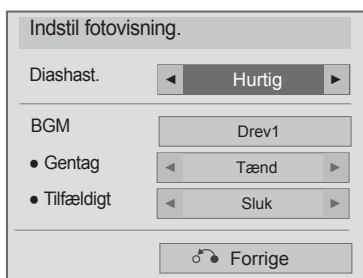 Indstil fotovisning.
Diashast. ◄ Hurtig ►
BGM Drev1
● Gentag ◄ Tænd ►
● Tilfældigt ◄ Sluk ►
Forrige